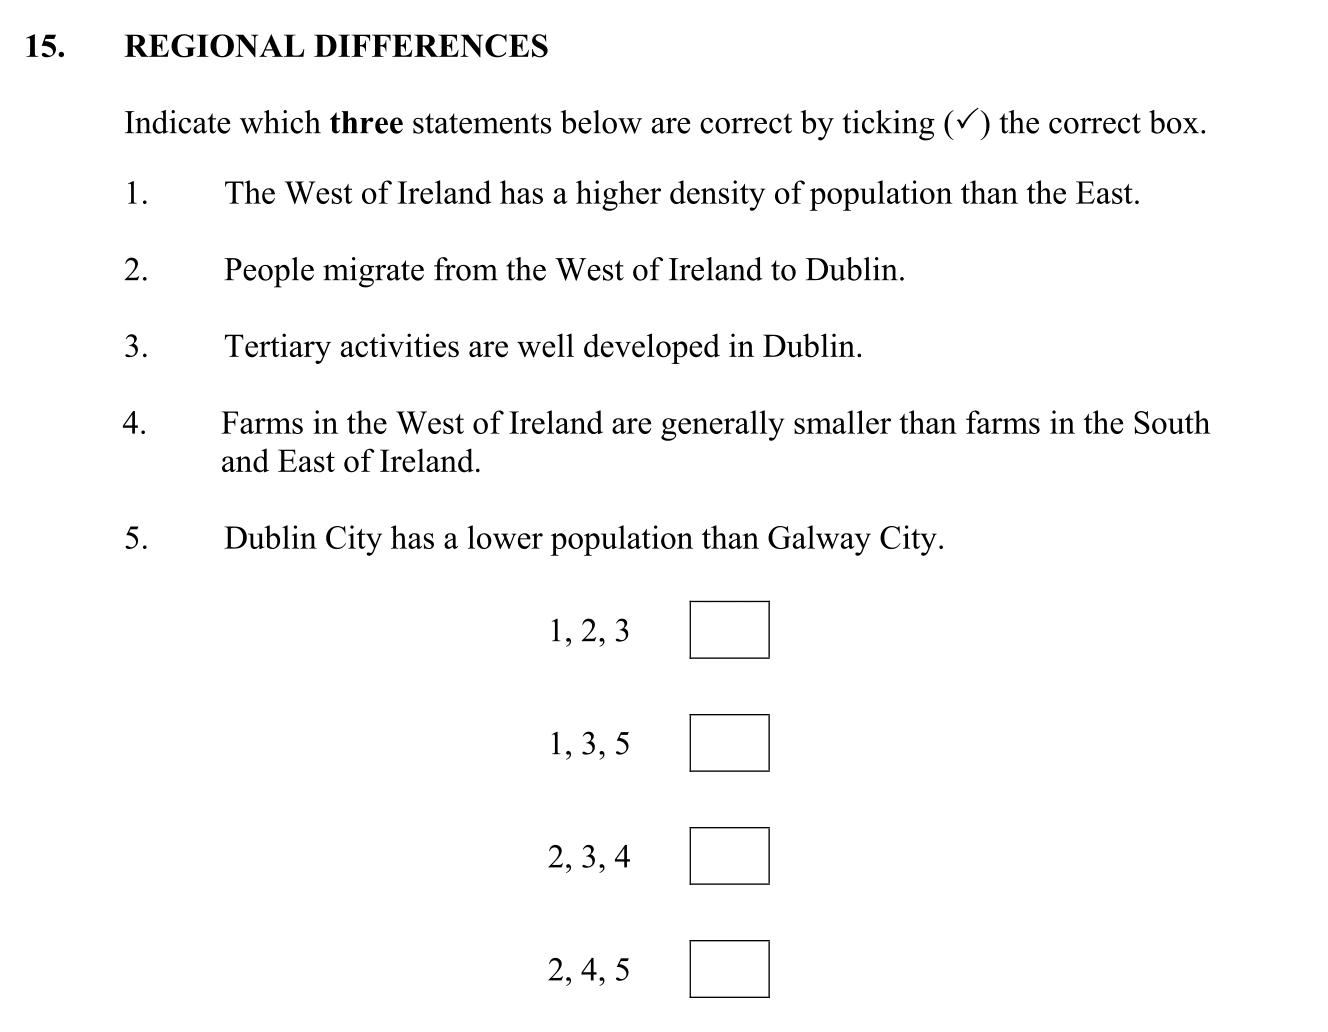 15. REGIONAL DIFFERENCES
Indicate which three statements below are correct by ticking (✓) the correct box.
1. The West of Ireland has a higher density of population than the East.
2. People migrate from the West of Ireland to Dublin.
3. Tertiary activities are well developed in Dublin.
4. Farms in the West of Ireland are generally smaller than farms in the South
and East of Ireland.
5. Dublin City has a lower population than Galway City.
1, 2, 3
1, 3, 5
2, 3, 4
2, 4, 5